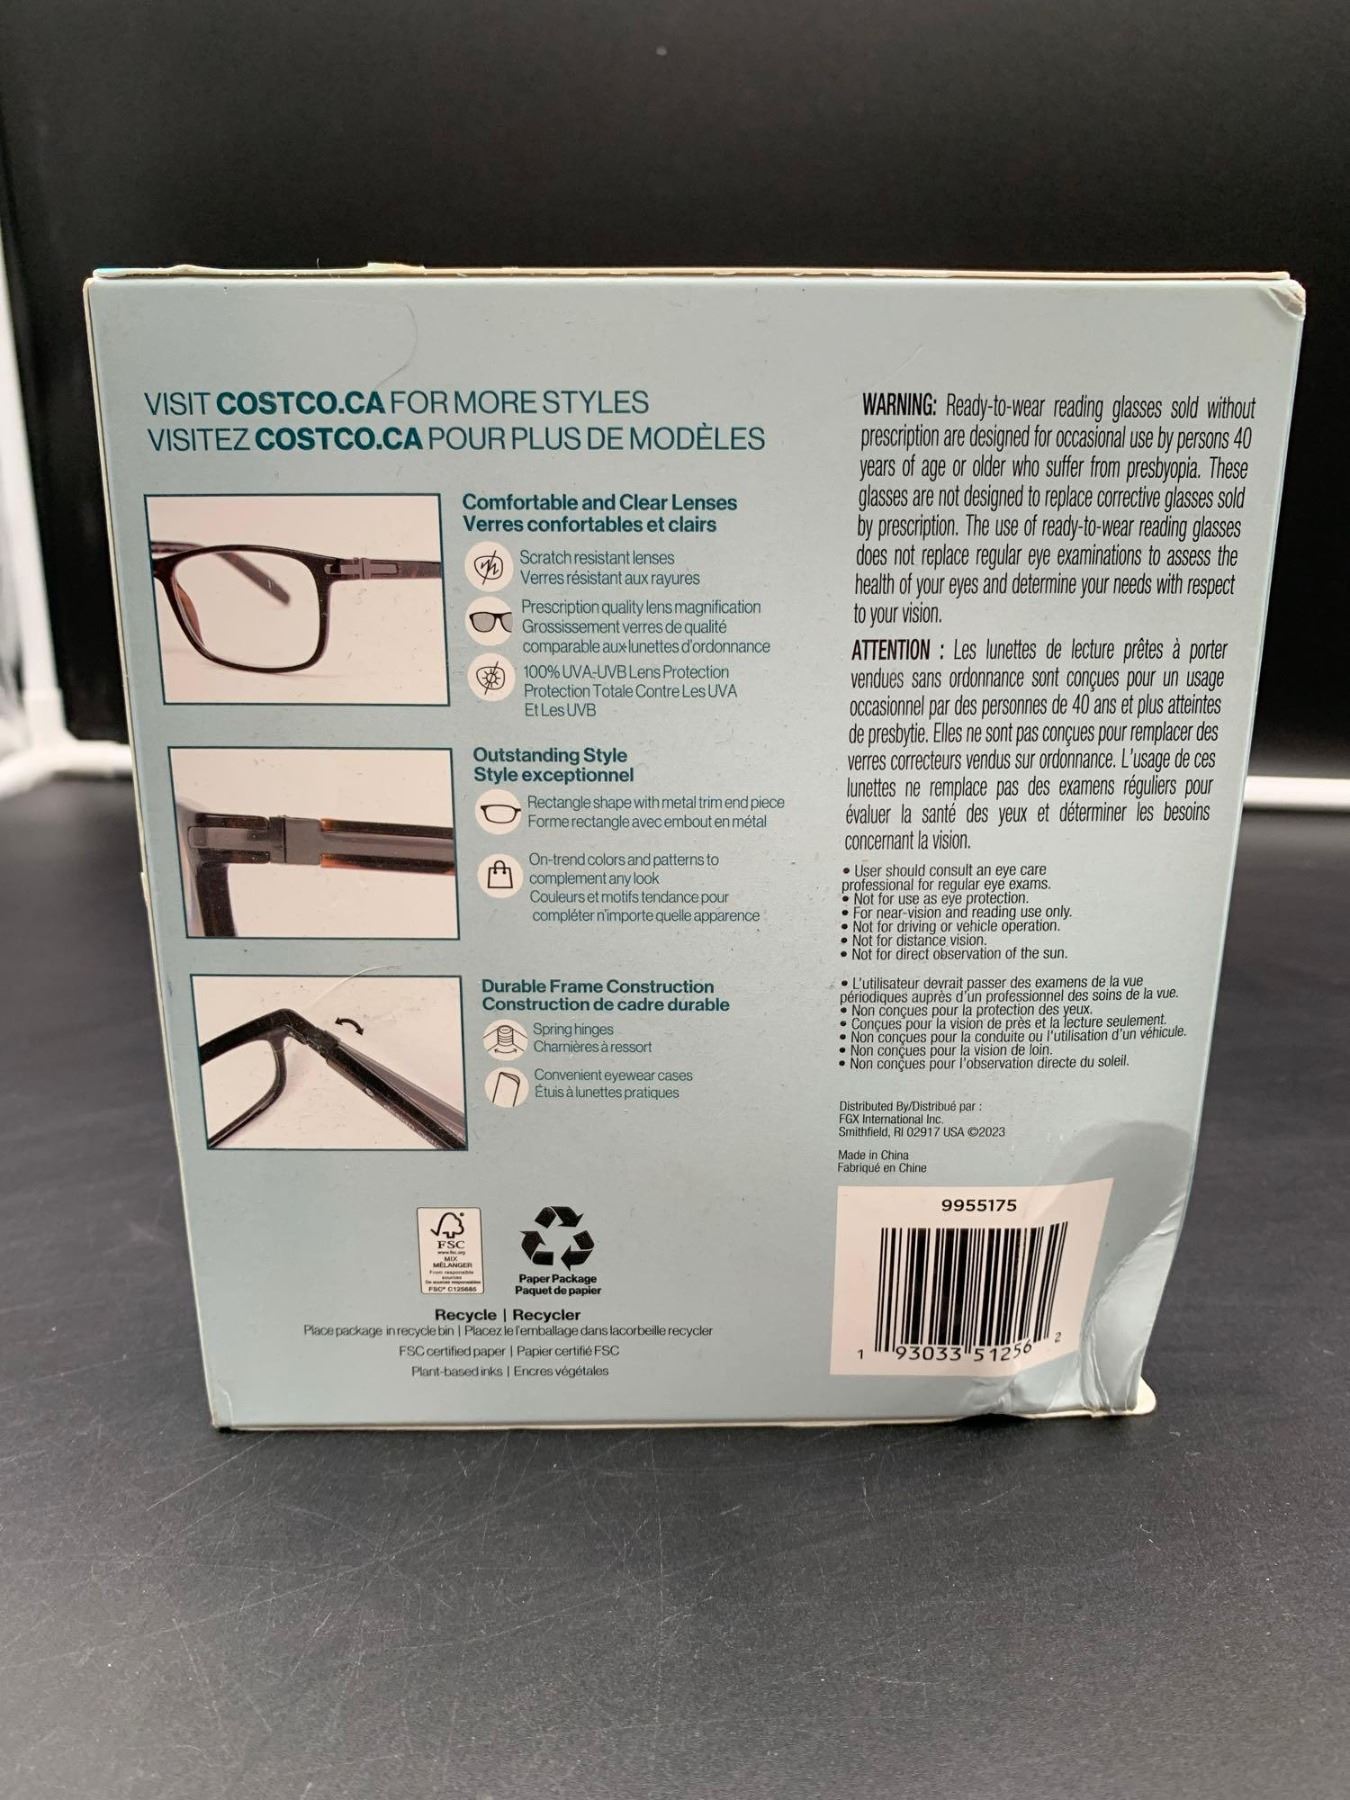 VISIT COSTCO.CA FOR MORE STYLES
VISITEZ COSTCO.CA POUR PLUS DE MODÈLES
Comfortable and Clear Lenses
Verres confortables et clairs
Scratch resistant lenses
Verres résistant aux rayures
Prescription quality lens magnification
Grossissement verres de qualité
comparable aux lunettes d'ordonnance
100% UVA-UVB Lens Protection
Protection Totale Contre Les UVA
Et Les UVB
Outstanding Style
Style exceptionnel
Rectangle shape with metal trim end piece
Forme rectangle avec embout en métal
On-trend colors and patterns to
complement any look
Couleurs et motifs tendance pour
compléter n'importe quelle apparence
Durable Frame Construction
Construction de cadre durable
Spring hinges
Charnières à ressort
Convenient eyewear cases
Étuis à lunettes pratiques
FSC
www.fsc.org
MIX
MÉLANGER
From responsible
sources
FSC® C125685
Paper Package
Paquet de papier
Recycle | Recycler
Place package in recycle bin | Placez le l'emballage dans lacorbeille recycler
FSC certified paper | Papier certifié FSC
Plant-based inks | Encres végétales
WARNING: Ready-to-wear reading glasses sold without
prescription are designed for occasional use by persons 40
years of age or older who suffer from presbyopia. These
glasses are not designed to replace corrective glasses sold
by prescription. The use of ready-to-wear reading glasses
does not replace regular eye examinations to assess the
health of your eyes and determine your needs with respect
to your vision.
ATTENTION : Les lunettes de lecture prêtes à porter
vendues sans ordonnance sont conçues pour un usage
occasionnel par des personnes de 40 ans et plus atteintes
de presbytie. Elles ne sont pas conçues pour remplacer des
verres correcteurs vendus sur ordonnance. L'usage de ces
lunettes ne remplace pas des examens réguliers pour
évaluer la santé des yeux et déterminer les besoins
concernant la vision.
• User should consult an eye care
professional for regular eye exams.
• Not for use as eye protection.
• For near-vision and reading use only.
• Not for driving or vehicle operation.
• Not for distance vision.
• Not for direct observation of the sun.
• L'utilisateur devrait passer des examens de la vue
périodiques auprès d'un professionnel des soins de la vue.
• Non conçues pour la protection des yeux.
• Conçues pour la vision de près et la lecture seulement.
• Non conçues pour la conduite ou l'utilisation d'un véhicule.
• Non conçues pour la vision de loin.
• Non conçues pour l'observation directe du soleil.
Distributed By/Distribué par :
FGX International Inc.
Smithfield, RI 02917 USA ©2023
Made in China
Fabriqué en Chine
9955175
1 93033 51256 2